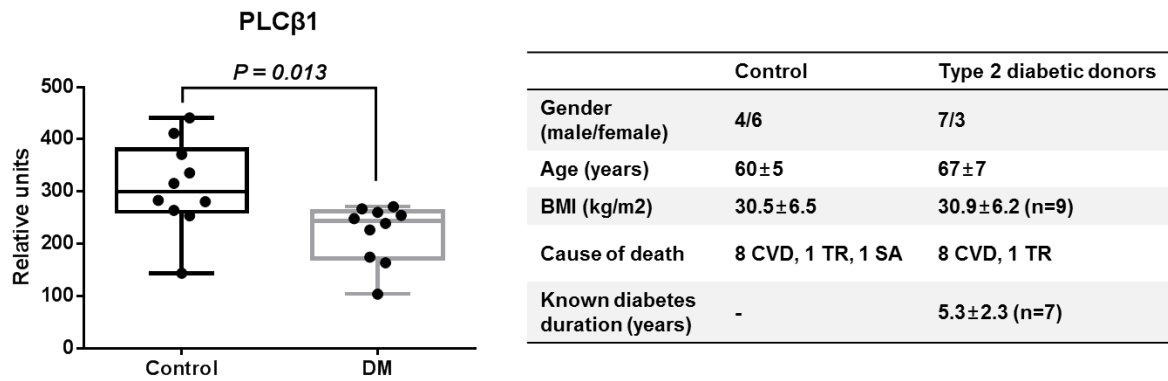 PLCβ1
P = 0.013
500
400
300
200
100
0
Relative units
Control
DM
Control Type 2 diabetic donors
Gender
(male/female) 4/6 7/3
Age (years) 60±5 67±7
BMI (kg/m2) 30.5±6.5 30.9±6.2 (n=9)
Cause of death 8 CVD, 1 TR, 1 SA 8 CVD, 1 TR
Known diabetes
duration (years) - 5.3±2.3 (n=7)